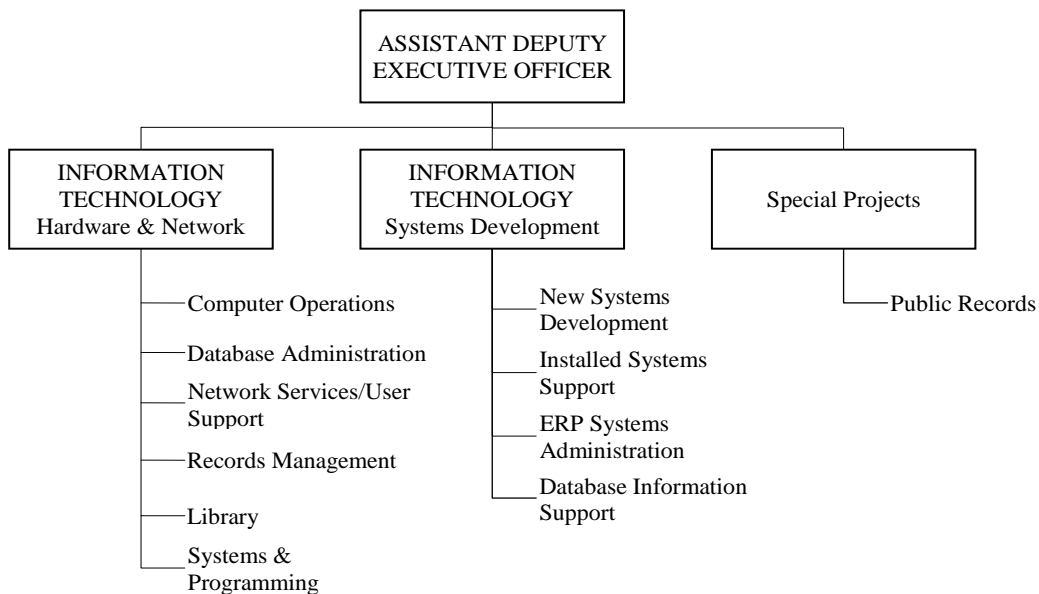 ASSISTANT DEPUTY
EXECUTIVE OFFICER
INFORMATION
TECHNOLOGY
Hardware & Network
INFORMATION
TECHNOLOGY
Systems Development
Special Projects
Computer Operations
Database Administration
Network Services/User
Support
Records Management
Library
Systems &
Programming
New Systems
Development
Installed Systems
Support
ERP Systems
Administration
Database Information
Support
Public Records